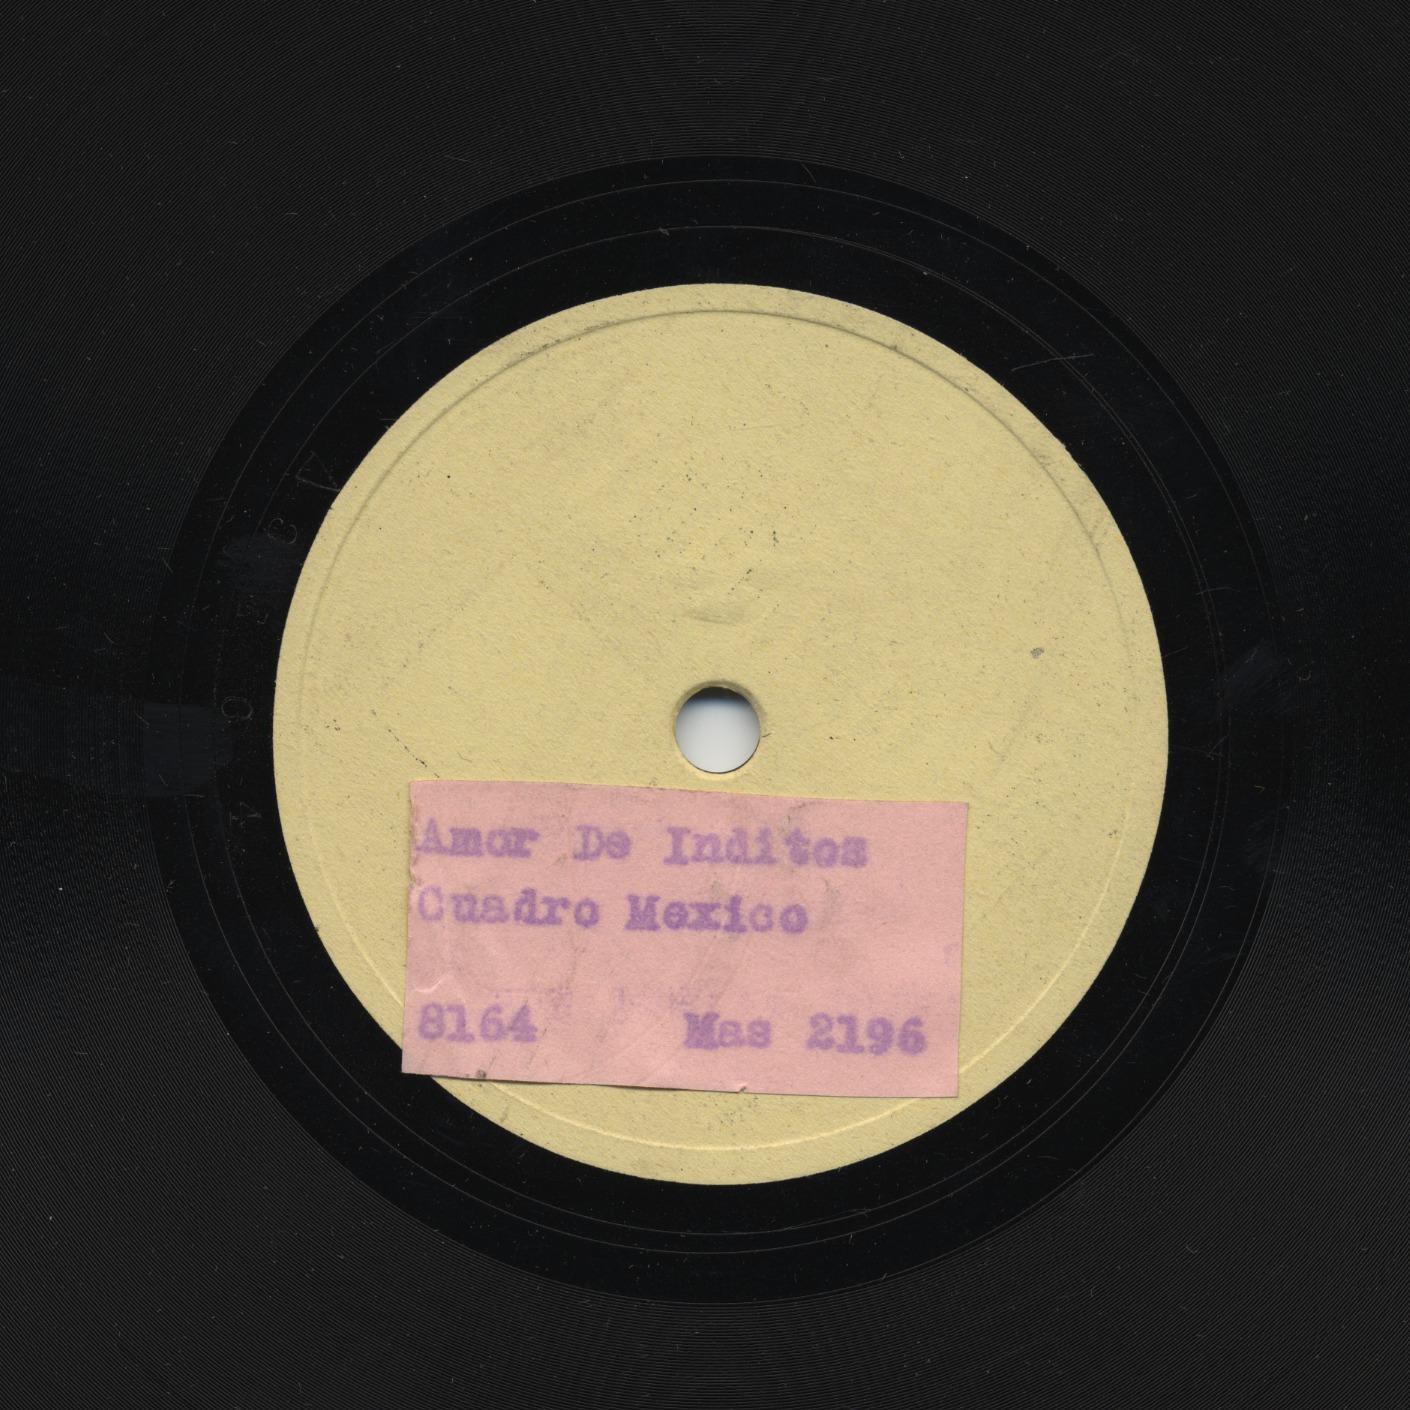 Amor De Inditos
Cuadro Mexico
8164 Mas 2196